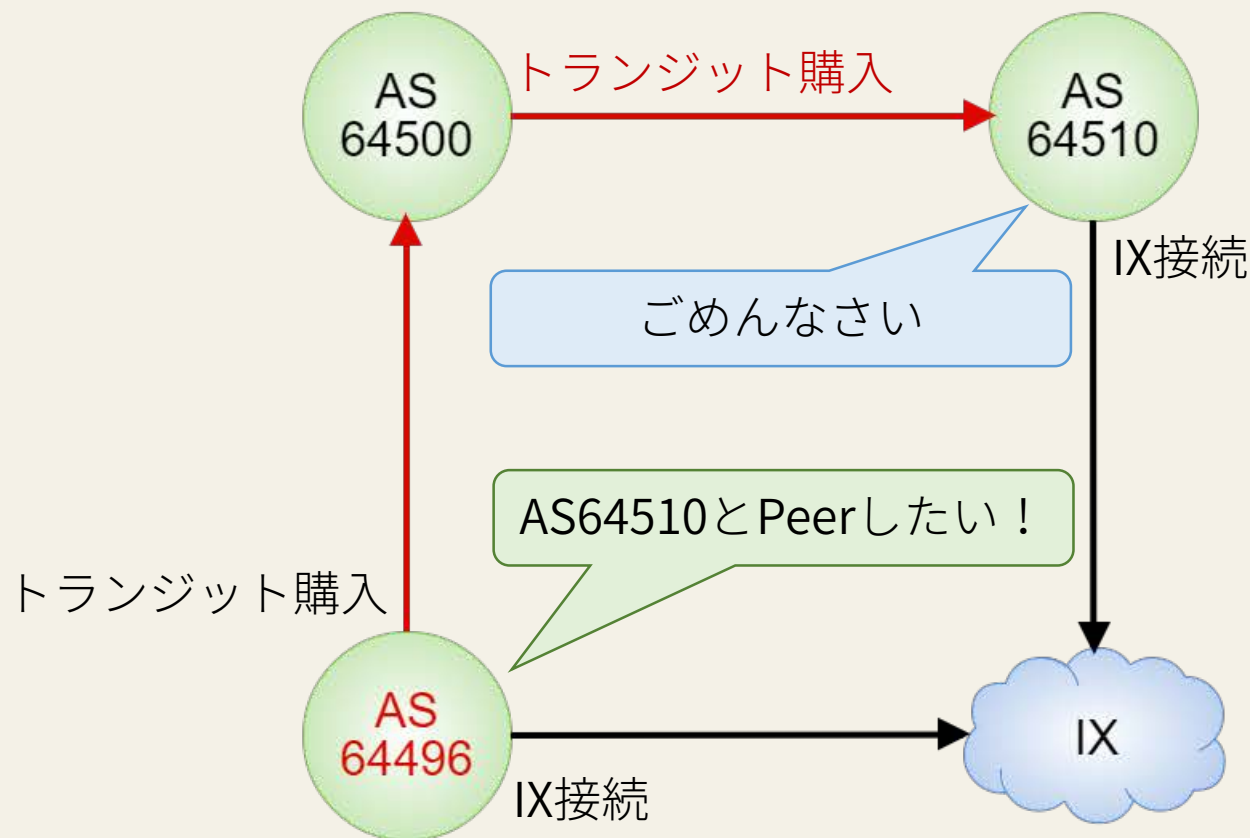 AS
64500
トランジット購入
AS
64510
IX接続
ごめんなさい
AS64510とPeerしたい！
トランジット購入
AS
64496
IX接続
IX